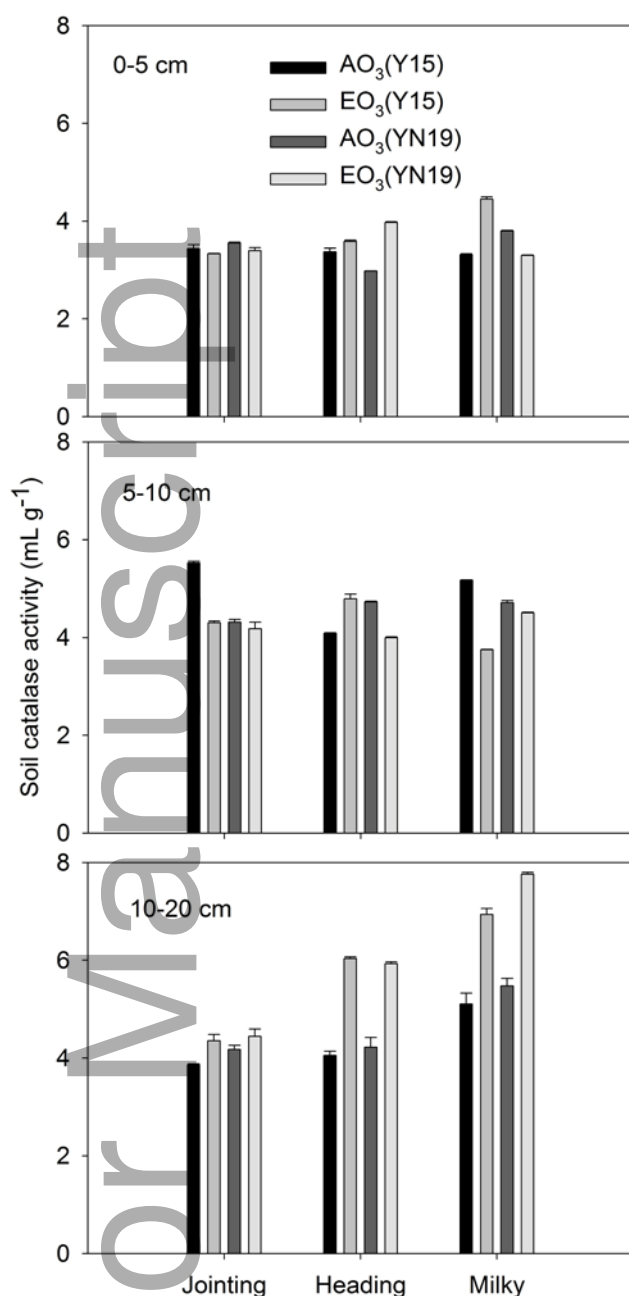 8
0-5 cm
AO₃(Y15)
EO₃(Y15)
AO₃(YN19)
EO₃(YN19)
6
4
2
0
8
5-10 cm
6
4
2
0
Soil catalase activity (mL g⁻¹)
8
10-20 cm
6
4
2
0
Jointing Heading Milky
or Manuscript